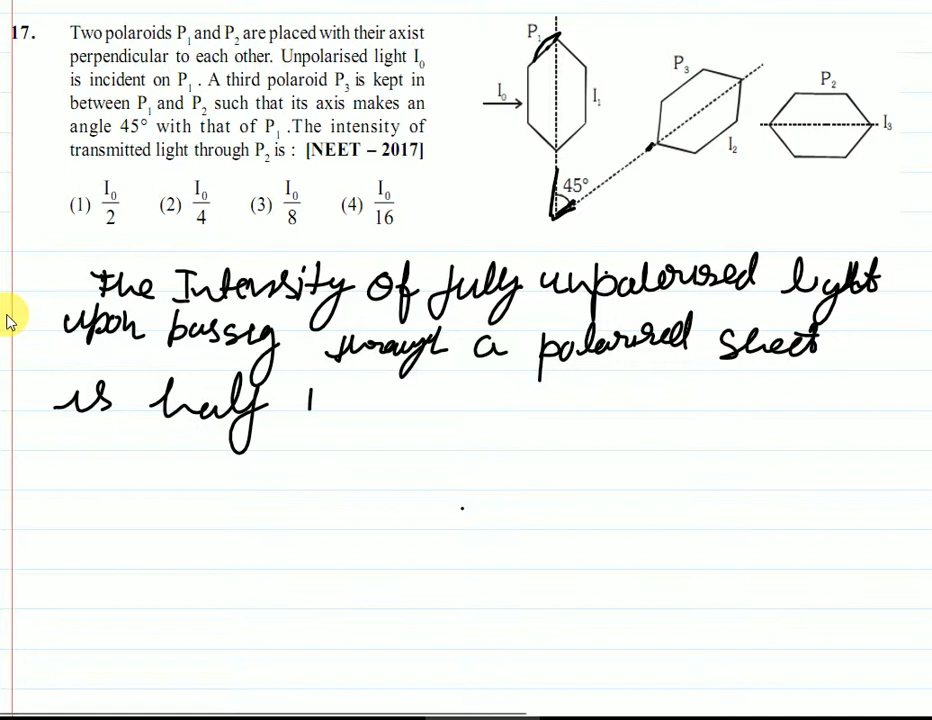 17. Two polaroids P₁ and P₂ are placed with their axist
perpendicular to each other. Unpolarised light I₀
is incident on P₁ . A third polaroid P₃ is kept in
between P₁ and P₂ such that its axis makes an
angle 45° with that of P₁ .The intensity of
transmitted light through P₂ is : [NEET – 2017]
(1) I₀/2 (2) I₀/4 (3) I₀/8 (4) I₀/16
P₁
I₀
I₁
45°
P₃
I₂
P₂
I₃
the Intensity Of fully unpalourused lyht
upon bassig through a polarurised sheet
is half